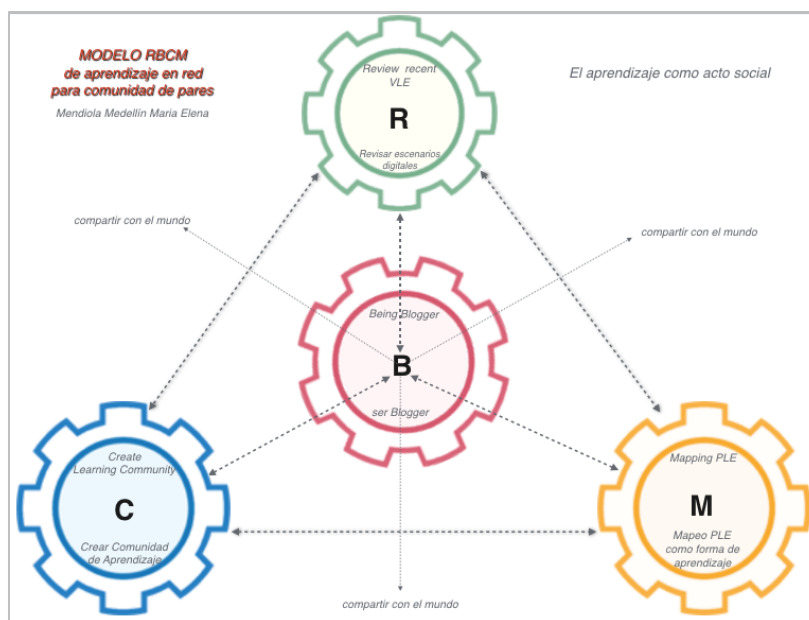 MODELO RBCM
de aprendizaje en red
para comunidad de pares
Mendiola Medellín Maria Elena
El aprendizaje como acto social
Review recent
VLE
R
Revisar escenarios
digitales
compartir con el mundo
compartir con el mundo
Being Blogger
B
ser Blogger
Create
Learning Community
C
Crear Comunidad
de Aprendizaje
Mapping PLE
M
Mapeo PLE
como forma de
aprendizaje
compartir con el mundo